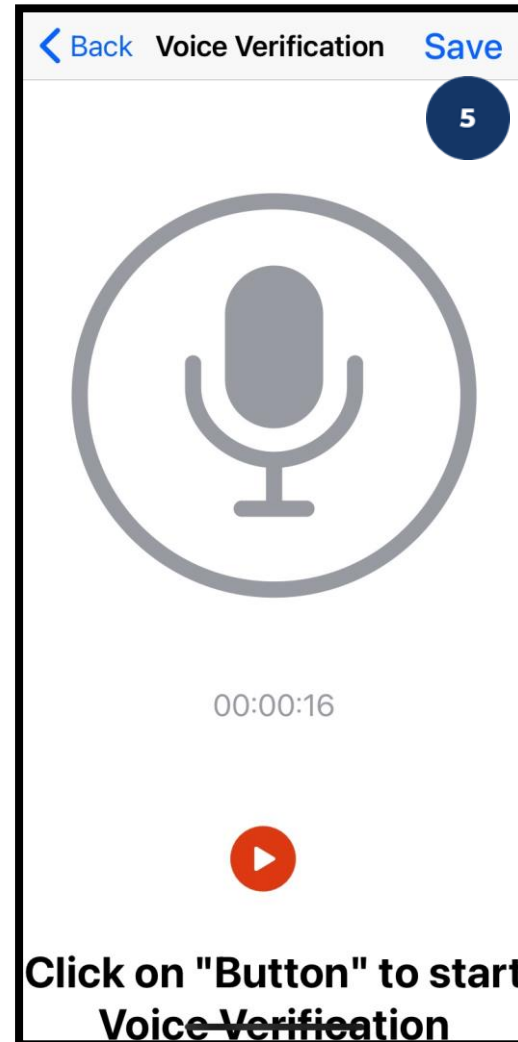 Back Voice Verification Save
5
00:00:16
Click on "Button" to start
Voice Verification